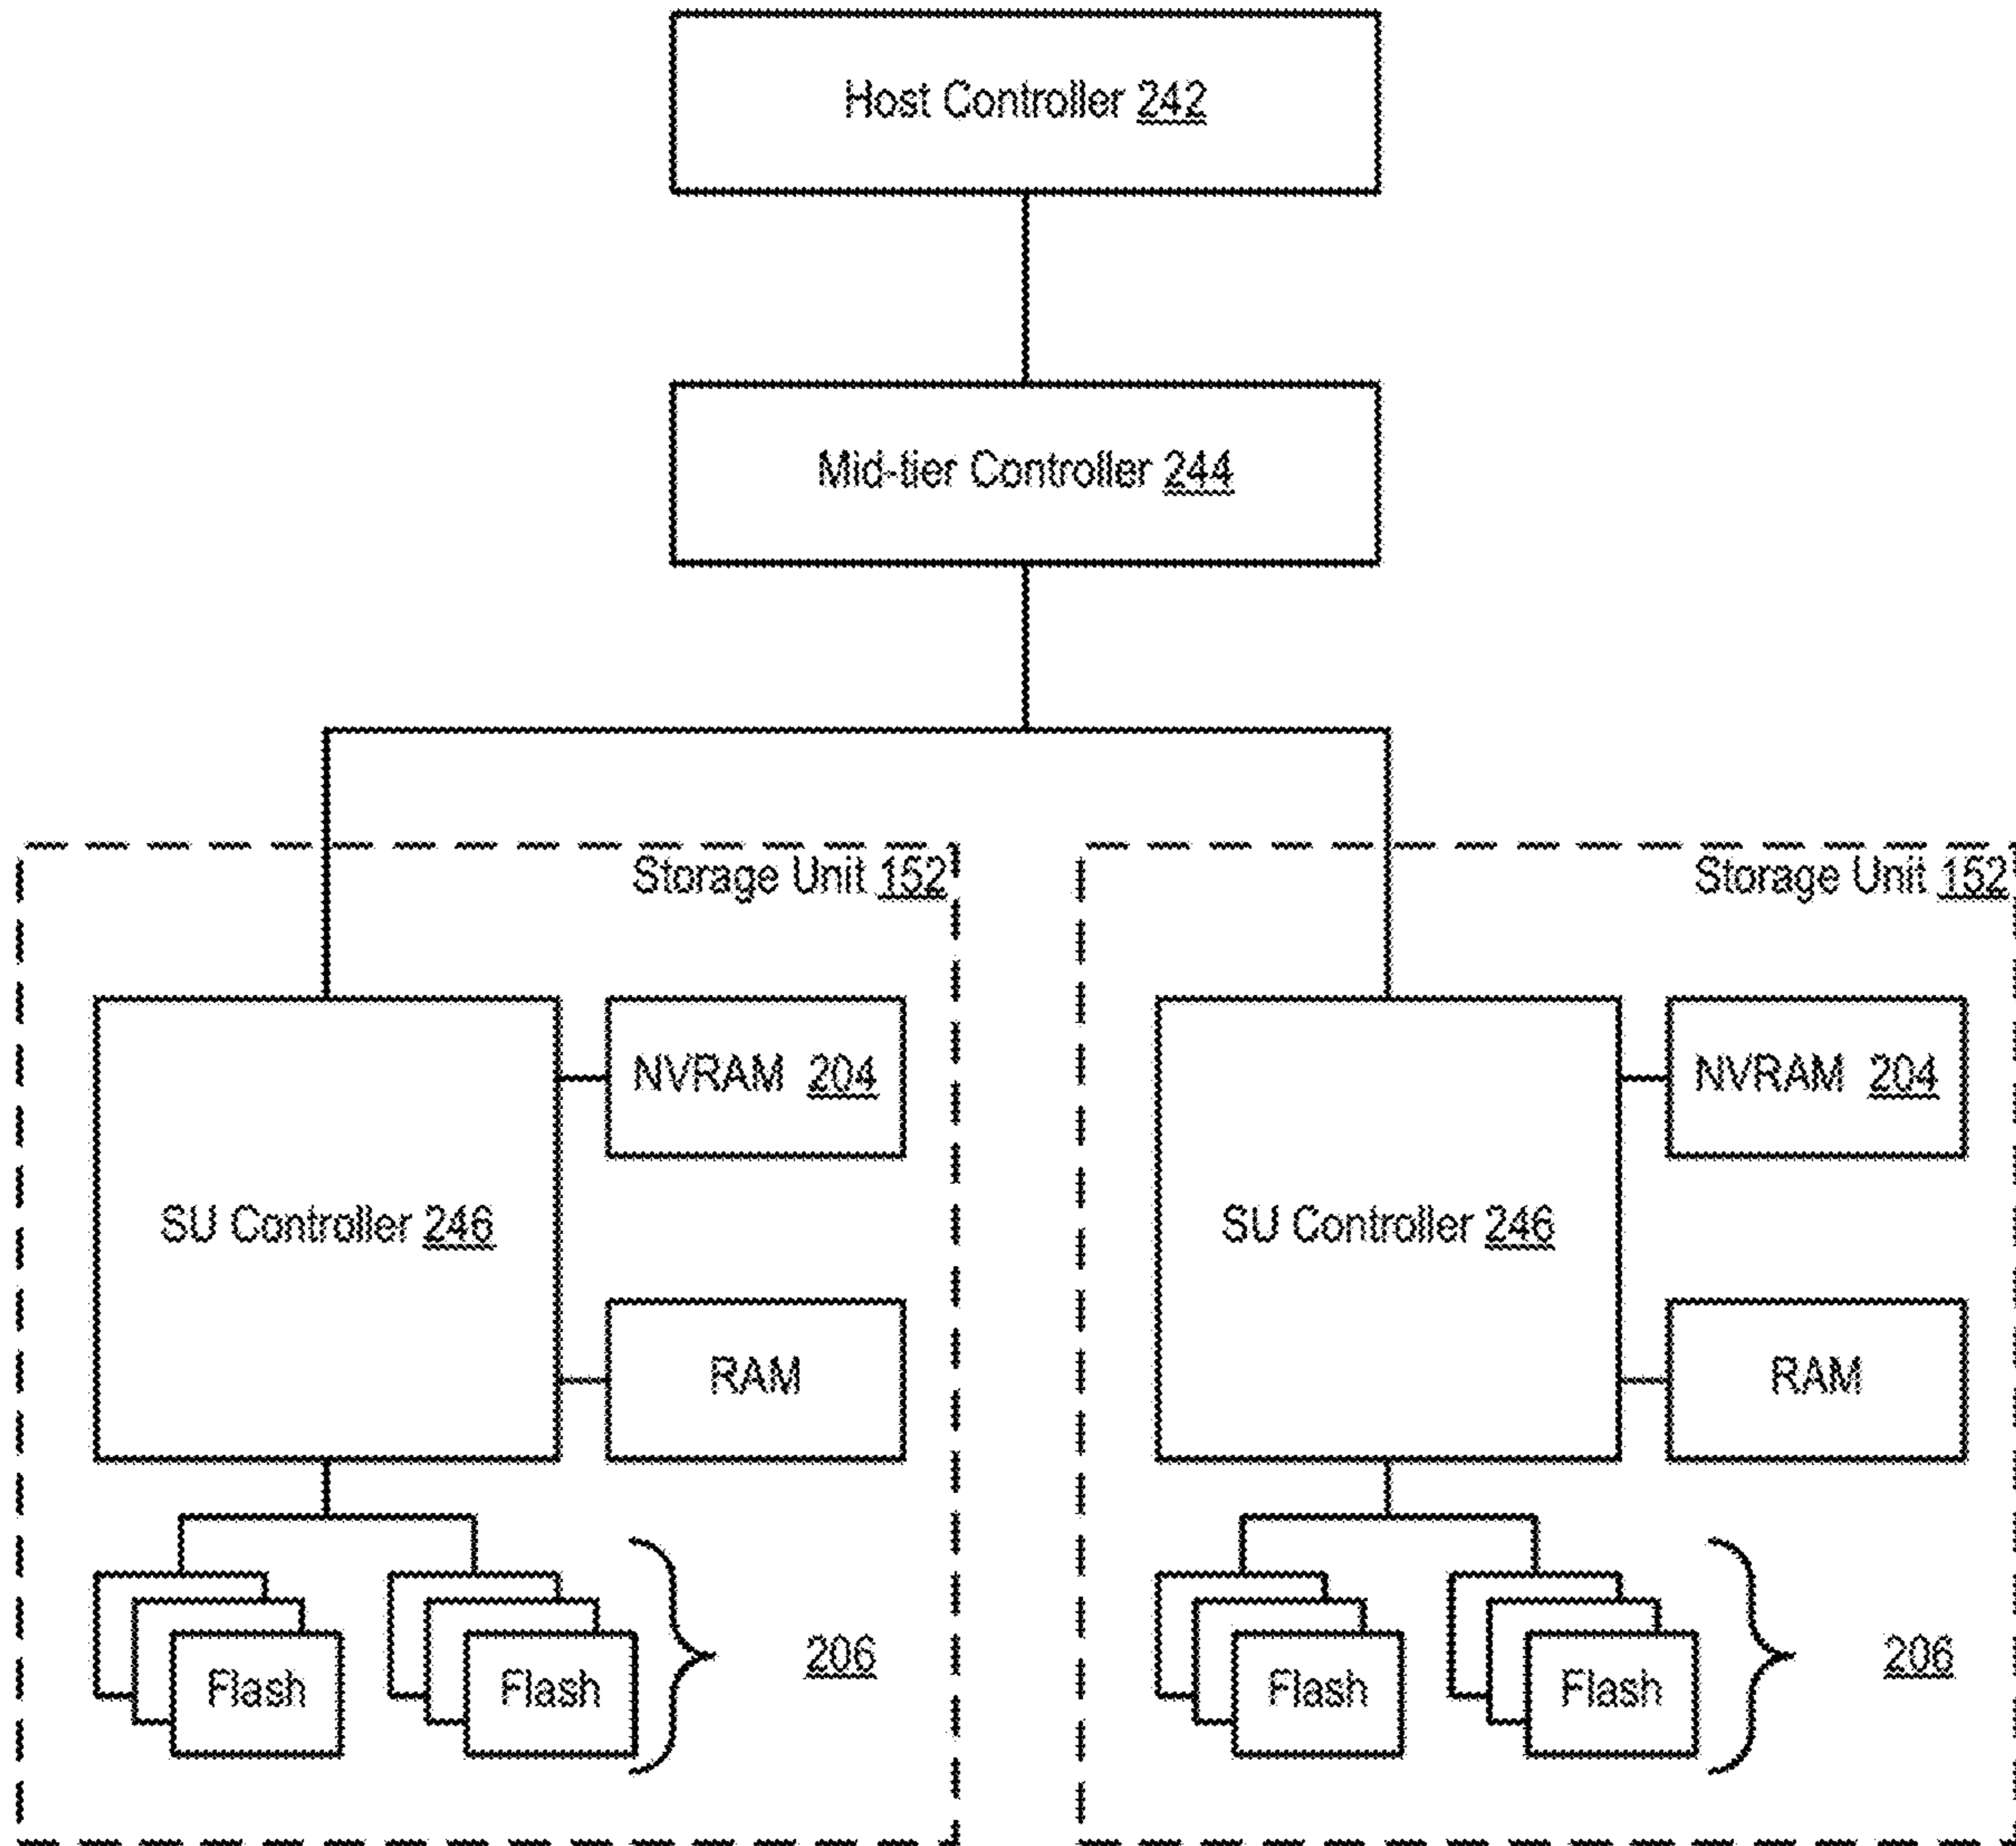 Host Controller 242
Mid-tier Controller 244
Storage Unit 152
Storage Unit 152
NVRAM 204
NVRAM 204
SU Controller 246
SU Controller 246
RAM
RAM
Flash
Flash
206
Flash
Flash
206